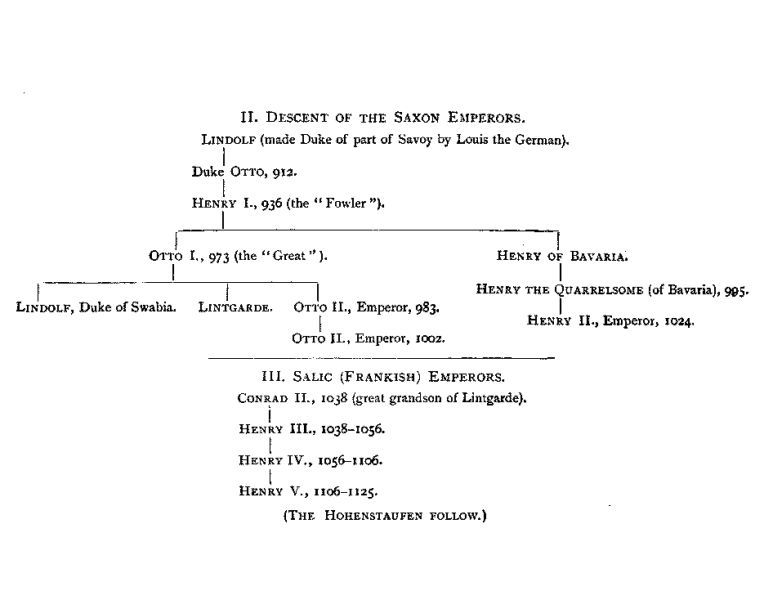 II. Descent of the Saxon Emperors.
Lindolf (made Duke of part of Savoy by Louis the German).
Duke Otto, 912.
Henry I., 936 (the "Fowler").
Otto I., 973 (the "Great").
Henry of Bavaria.
Lindolf, Duke of Swabia.
Lintgarde.
Otto II., Emperor, 983.
Henry the Quarrelsome (of Bavaria), 995.
Otto II., Emperor, 1002.
Henry II., Emperor, 1024.
III. Salic (Frankish) Emperors.
Conrad II., 1038 (great grandson of Lintgarde).
Henry III., 1038-1056.
Henry IV., 1056-1106.
Henry V., 1106-1125.
(The Hohenstaufen follow.)